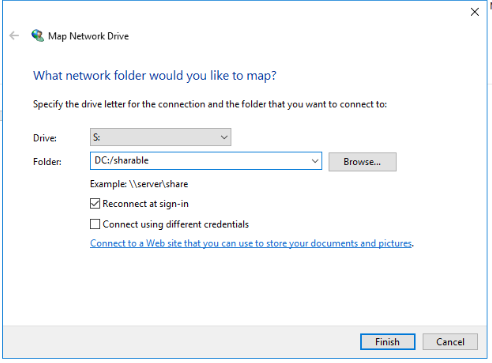 Map Network Drive
What network folder would you like to map?
Specify the drive letter for the connection and the folder that you want to connect to:
Drive: S:
Folder: DC:/sharable Browse...
Example: \\server\share
Reconnect at sign-in
Connect using different credentials
Connect to a Web site that you can use to store your documents and pictures.
Finish Cancel